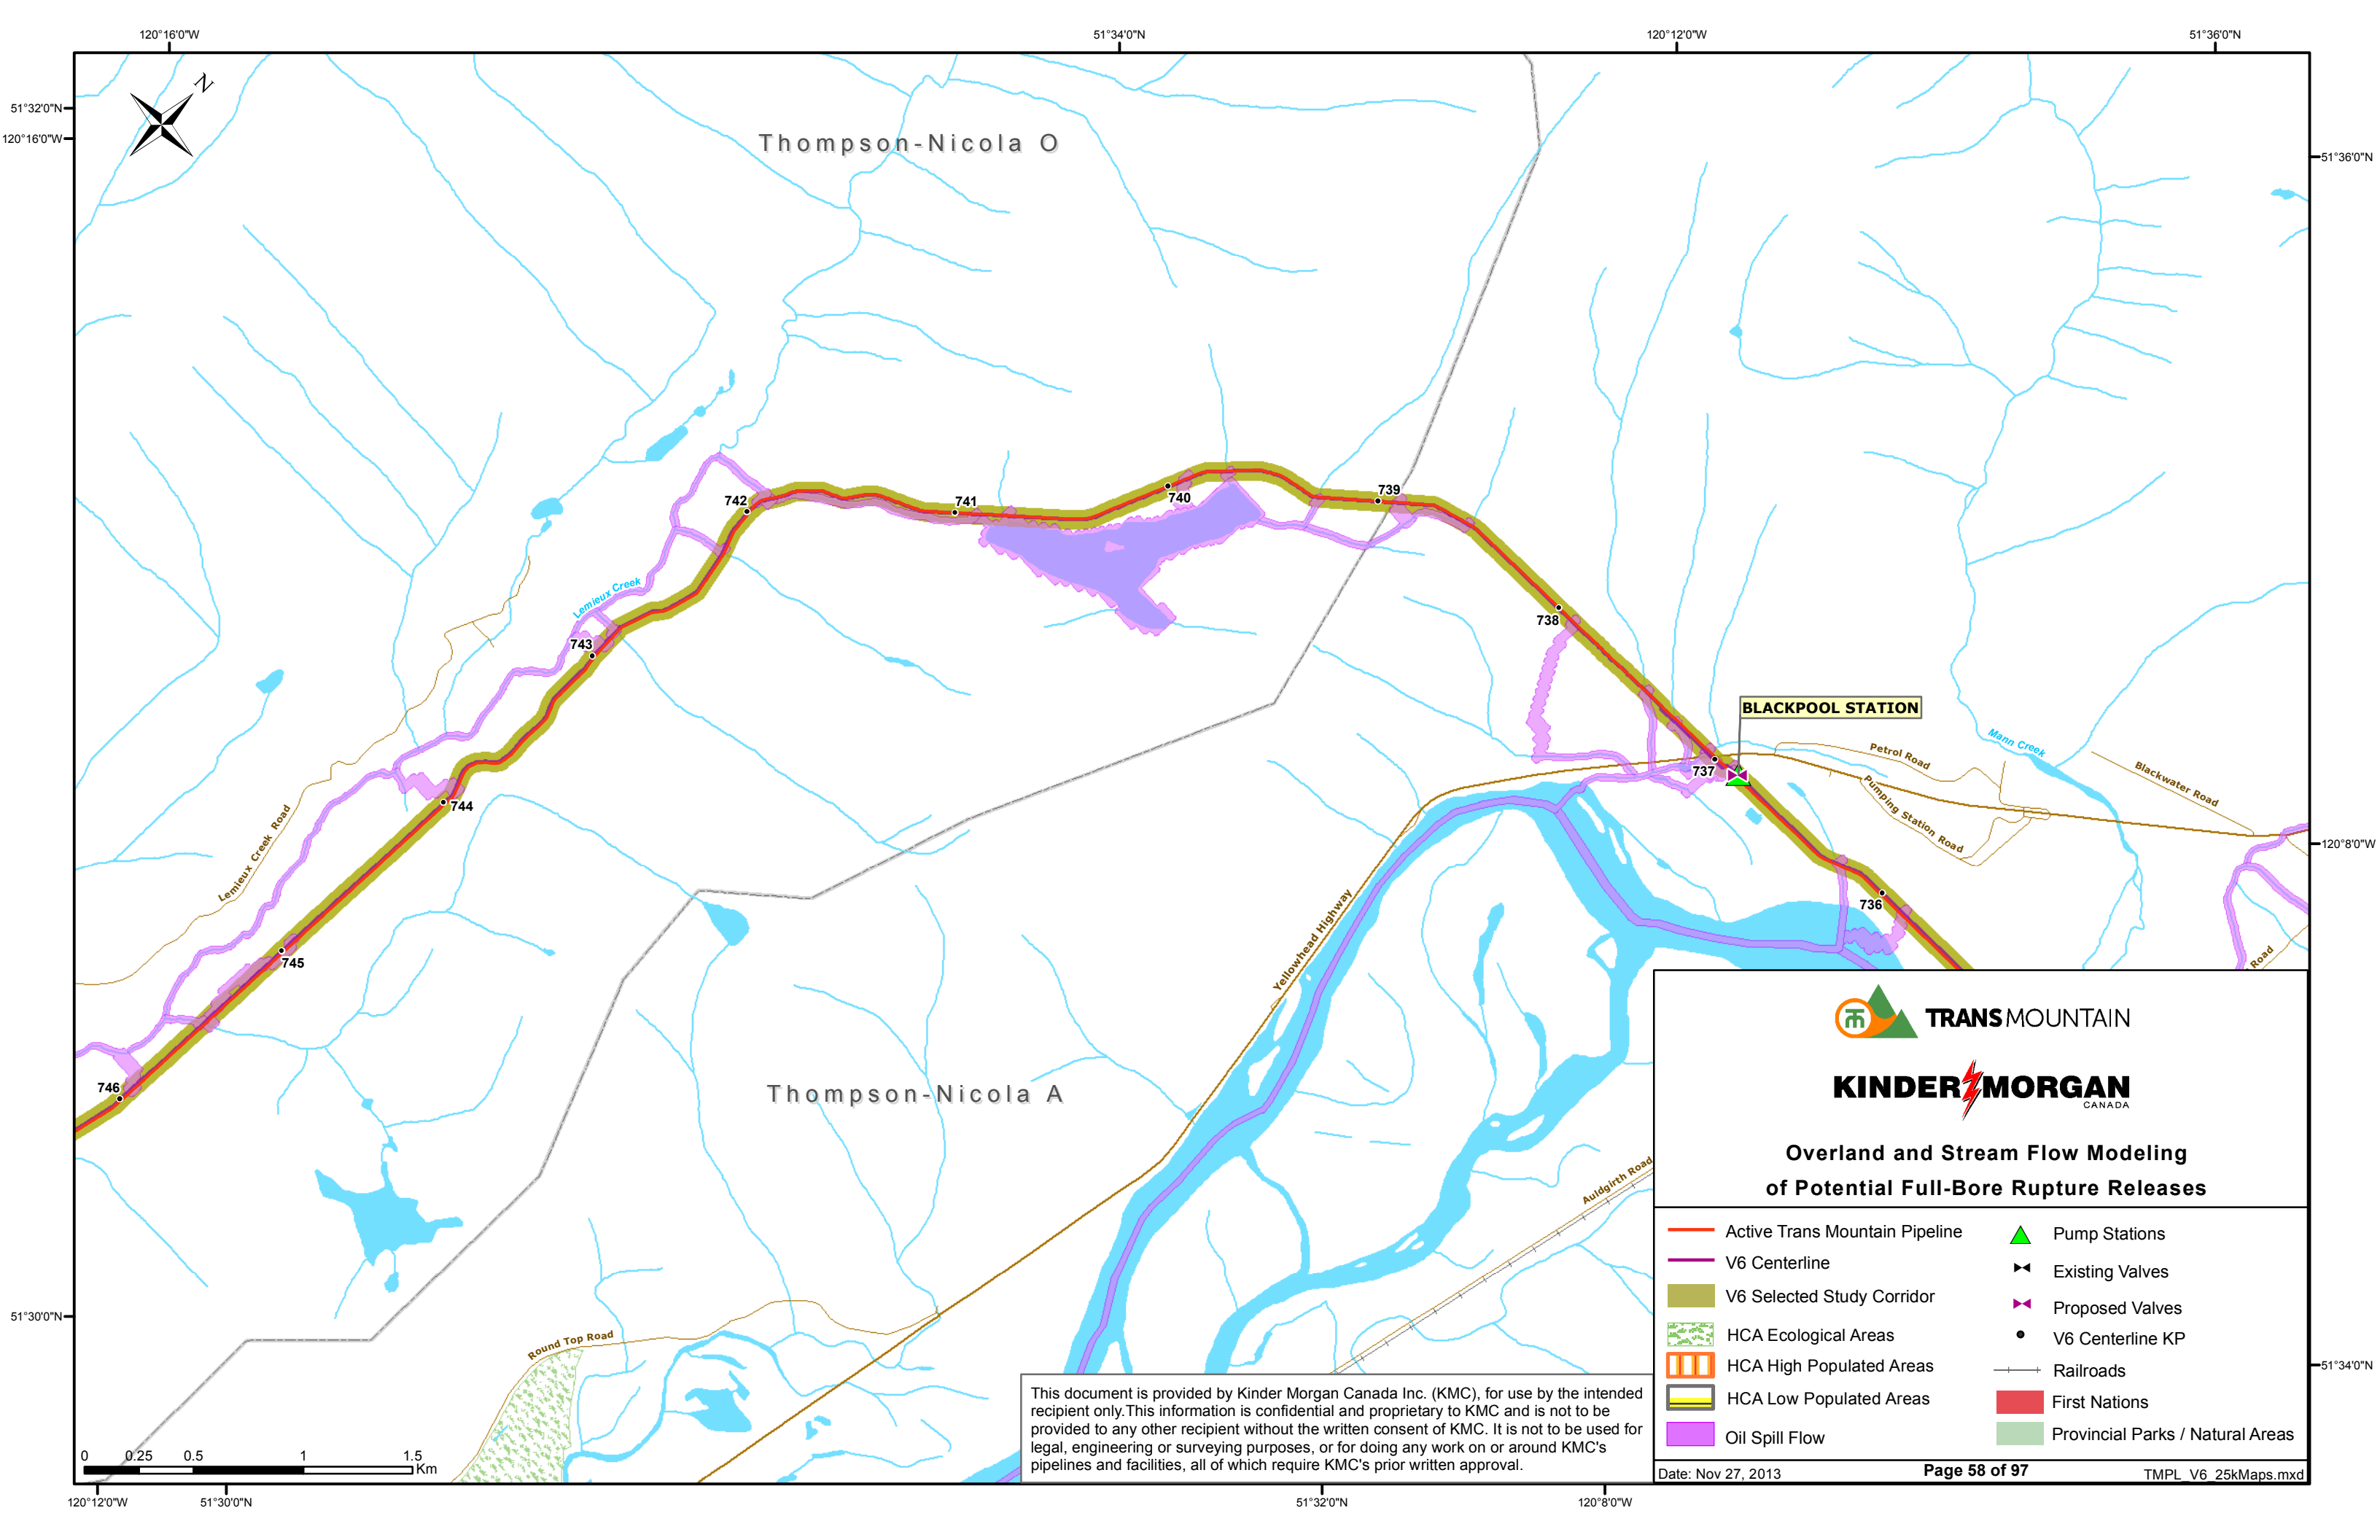 120°16'0"W
51°34'0"N
120°12'0"W
51°36'0"N
51°32'0"N
120°16'0"W
N
Thompson-Nicola O
51°36'0"N
742
741
740
739
738
Lemieux Creek
743
BLACKPOOL STATION
737
Petrol Road
Mann Creek
Blackwater Road
Pumping Station Road
744
Lemieux Creek Road
120°8'0"W
736
Yellowhead Highway
745
Road
746
Thompson-Nicola A
Auldgirth Road
TRANSMOUNTAIN
KINDER MORGAN
CANADA
Overland and Stream Flow Modeling
of Potential Full-Bore Rupture Releases
Active Trans Mountain Pipeline
V6 Centerline
V6 Selected Study Corridor
HCA Ecological Areas
HCA High Populated Areas
HCA Low Populated Areas
Oil Spill Flow
Pump Stations
Existing Valves
Proposed Valves
V6 Centerline KP
Railroads
First Nations
Provincial Parks / Natural Areas
51°30'0"N
Round Top Road
51°34'0"N
This document is provided by Kinder Morgan Canada Inc. (KMC), for use by the intended
recipient only.This information is confidential and proprietary to KMC and is not to be
provided to any other recipient without the written consent of KMC. It is not to be used for
legal, engineering or surveying purposes, or for doing any work on or around KMC's
pipelines and facilities, all of which require KMC's prior written approval.
0 0.25 0.5 1 1.5
Km
Date: Nov 27, 2013
Page 58 of 97
TMPL_V6_25kMaps.mxd
120°12'0"W
51°30'0"N
51°32'0"N
120°8'0"W